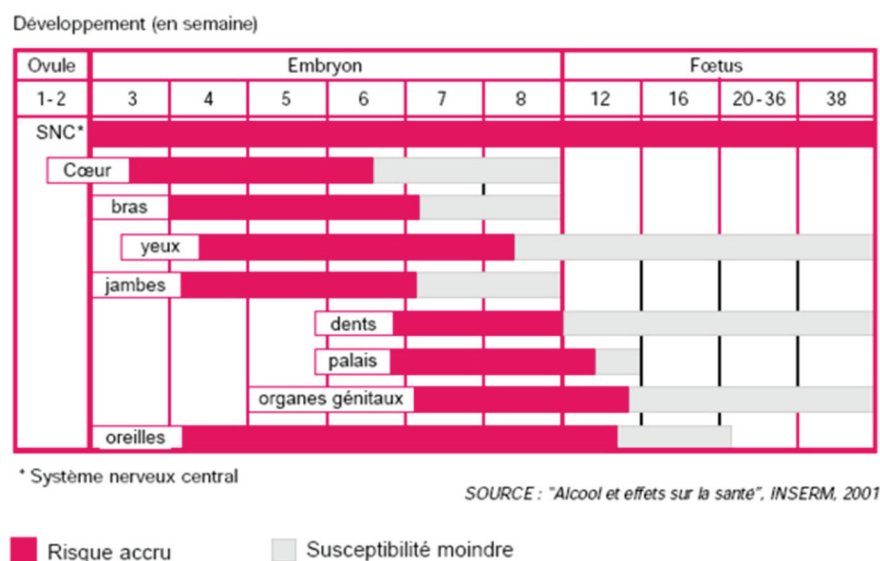 Développement (en semaine)
Ovule Embryon Fœtus
1-2 3 4 5 6 7 8 12 16 20-36 38
SNC*
Cœur
bras
yeux
jambes
dents
palais
organes génitaux
oreilles
* Système nerveux central
SOURCE : "Alcool et effets sur la santé", INSERM, 2001
Risque accru Susceptibilité moindre